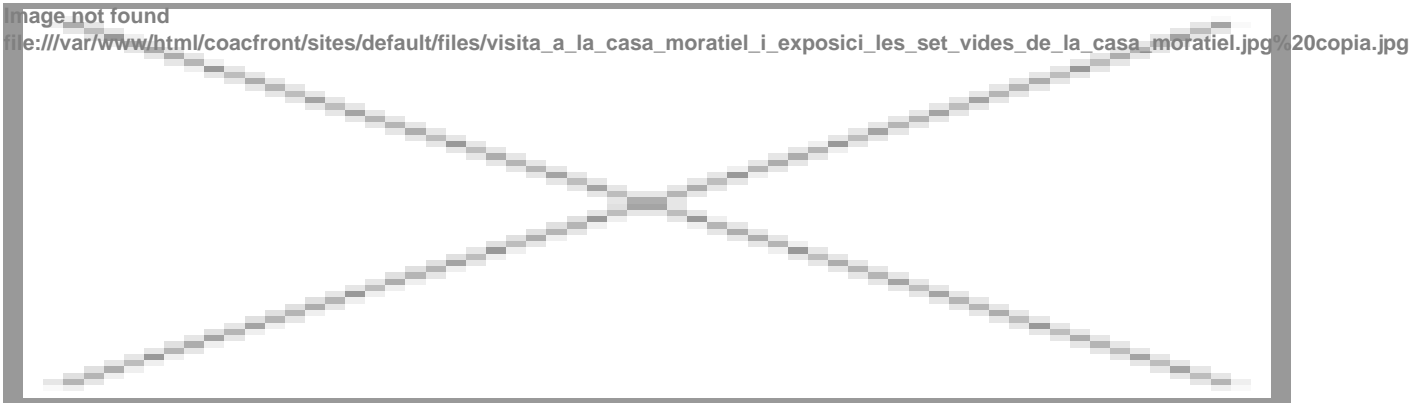 Image not found
file:///var/www/html/coacfront/sites/default/files/visita_a_la_casa_moratiel_i_exposici_les_set_vides_de_la_casa_moratiel.jpg%20copia.jpg